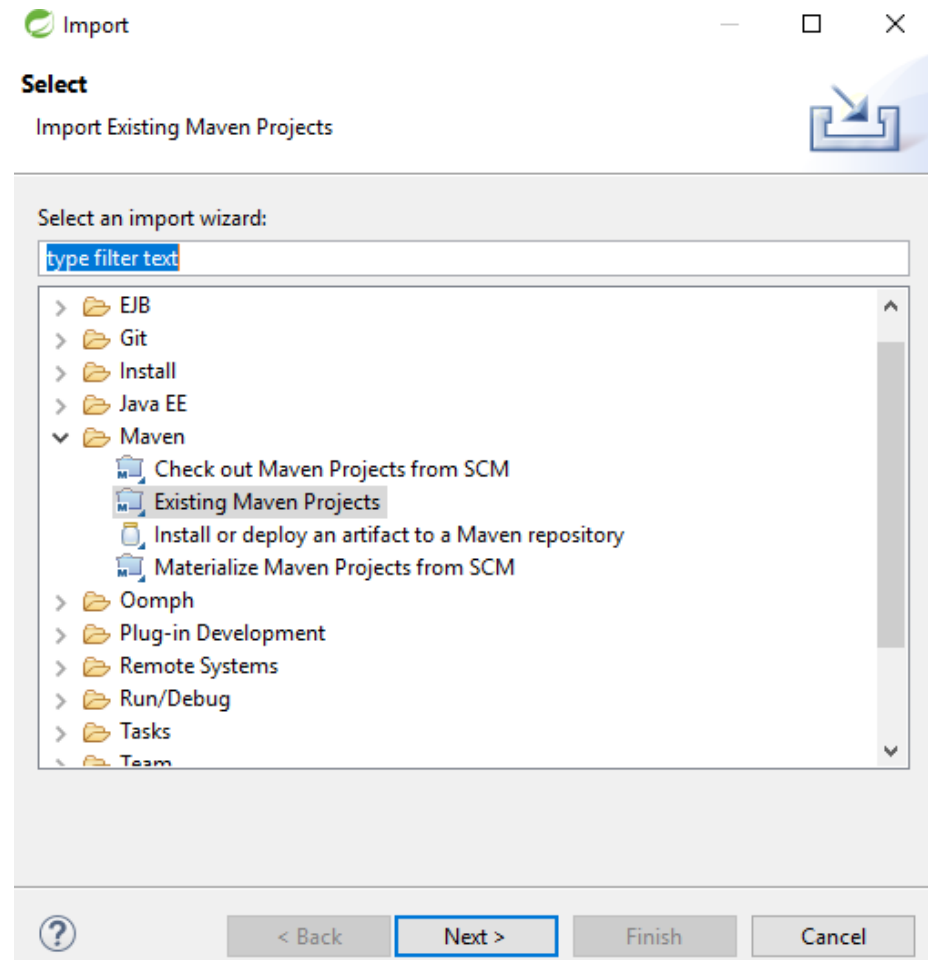 Import
Select
Import Existing Maven Projects
Select an import wizard:
type filter text
EJB
Git
Install
Java EE
Maven
Check out Maven Projects from SCM
Existing Maven Projects
Install or deploy an artifact to a Maven repository
Materialize Maven Projects from SCM
Oomph
Plug-in Development
Remote Systems
Run/Debug
Tasks
Team
< Back Next > Finish Cancel